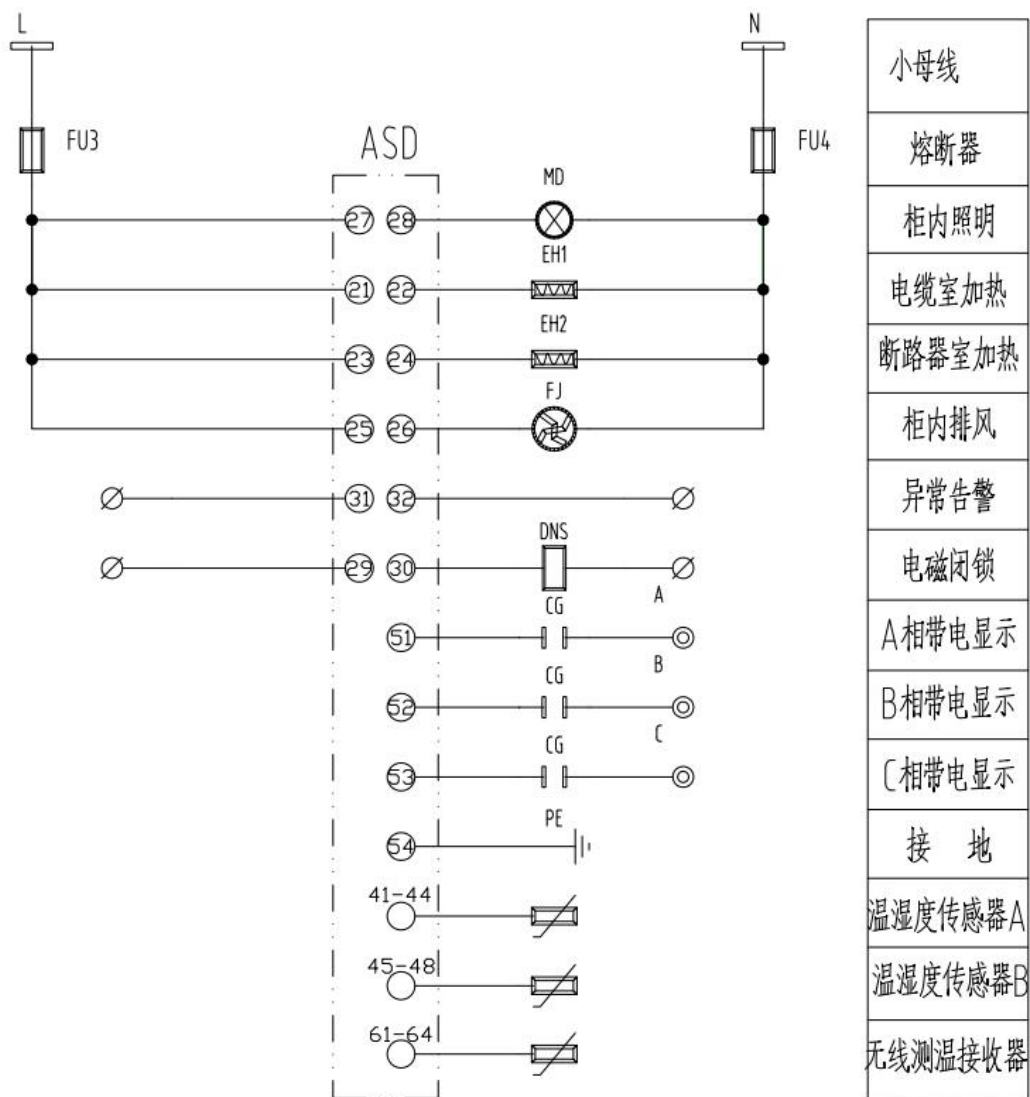 L
N
小母线
FU3
ASD
FU4
熔断器
MD
27 28
柜内照明
EH1
21 22
电缆室加热
EH2
23 24
断路器室加热
FJ
25 26
柜内排风
31 32
异常告警
DNS
29 30
电磁闭锁
A
CG
51
A相带电显示
B
CG
52
B相带电显示
C
CG
53
C相带电显示
PE
54
接 地
41-44
温湿度传感器A
45-48
温湿度传感器B
61-64
无线测温接收器